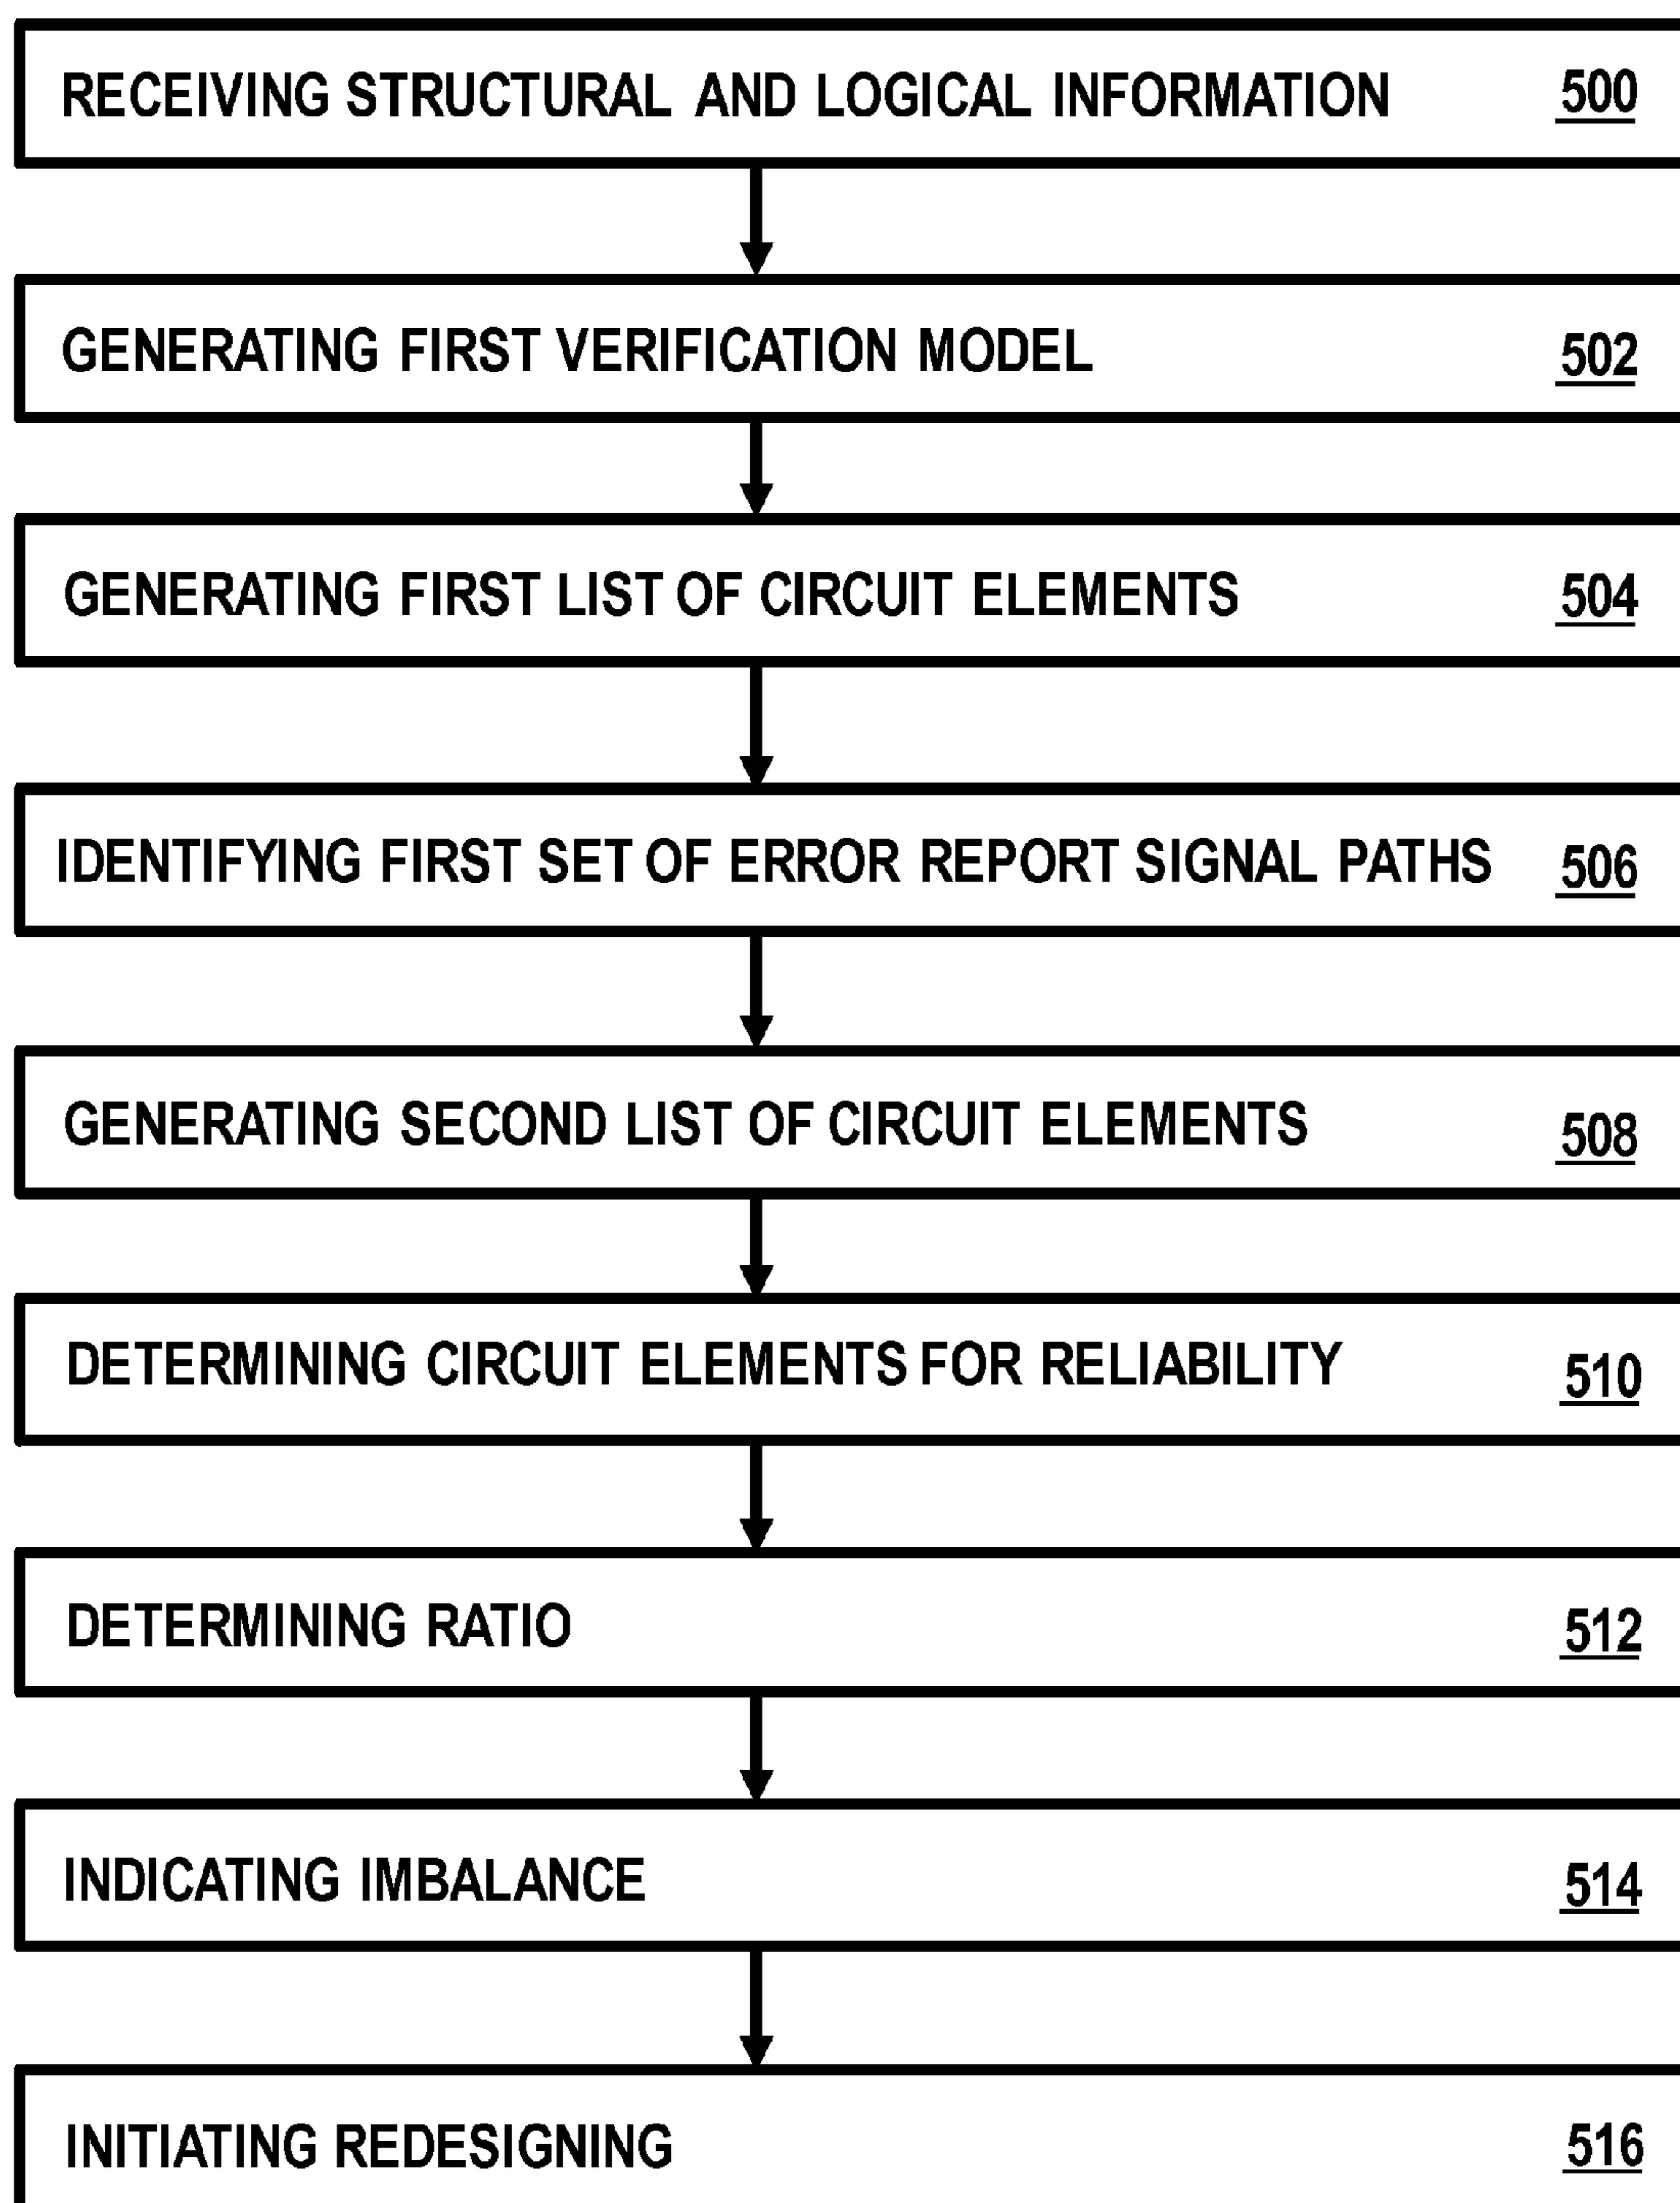 RECEIVING STRUCTURAL AND LOGICAL INFORMATION 500
GENERATING FIRST VERIFICATION MODEL 502
GENERATING FIRST LIST OF CIRCUIT ELEMENTS 504
IDENTIFYING FIRST SET OF ERROR REPORT SIGNAL PATHS 506
GENERATING SECOND LIST OF CIRCUIT ELEMENTS 508
DETERMINING CIRCUIT ELEMENTS FOR RELIABILITY 510
DETERMINING RATIO 512
INDICATING IMBALANCE 514
INITIATING REDESIGNING 516